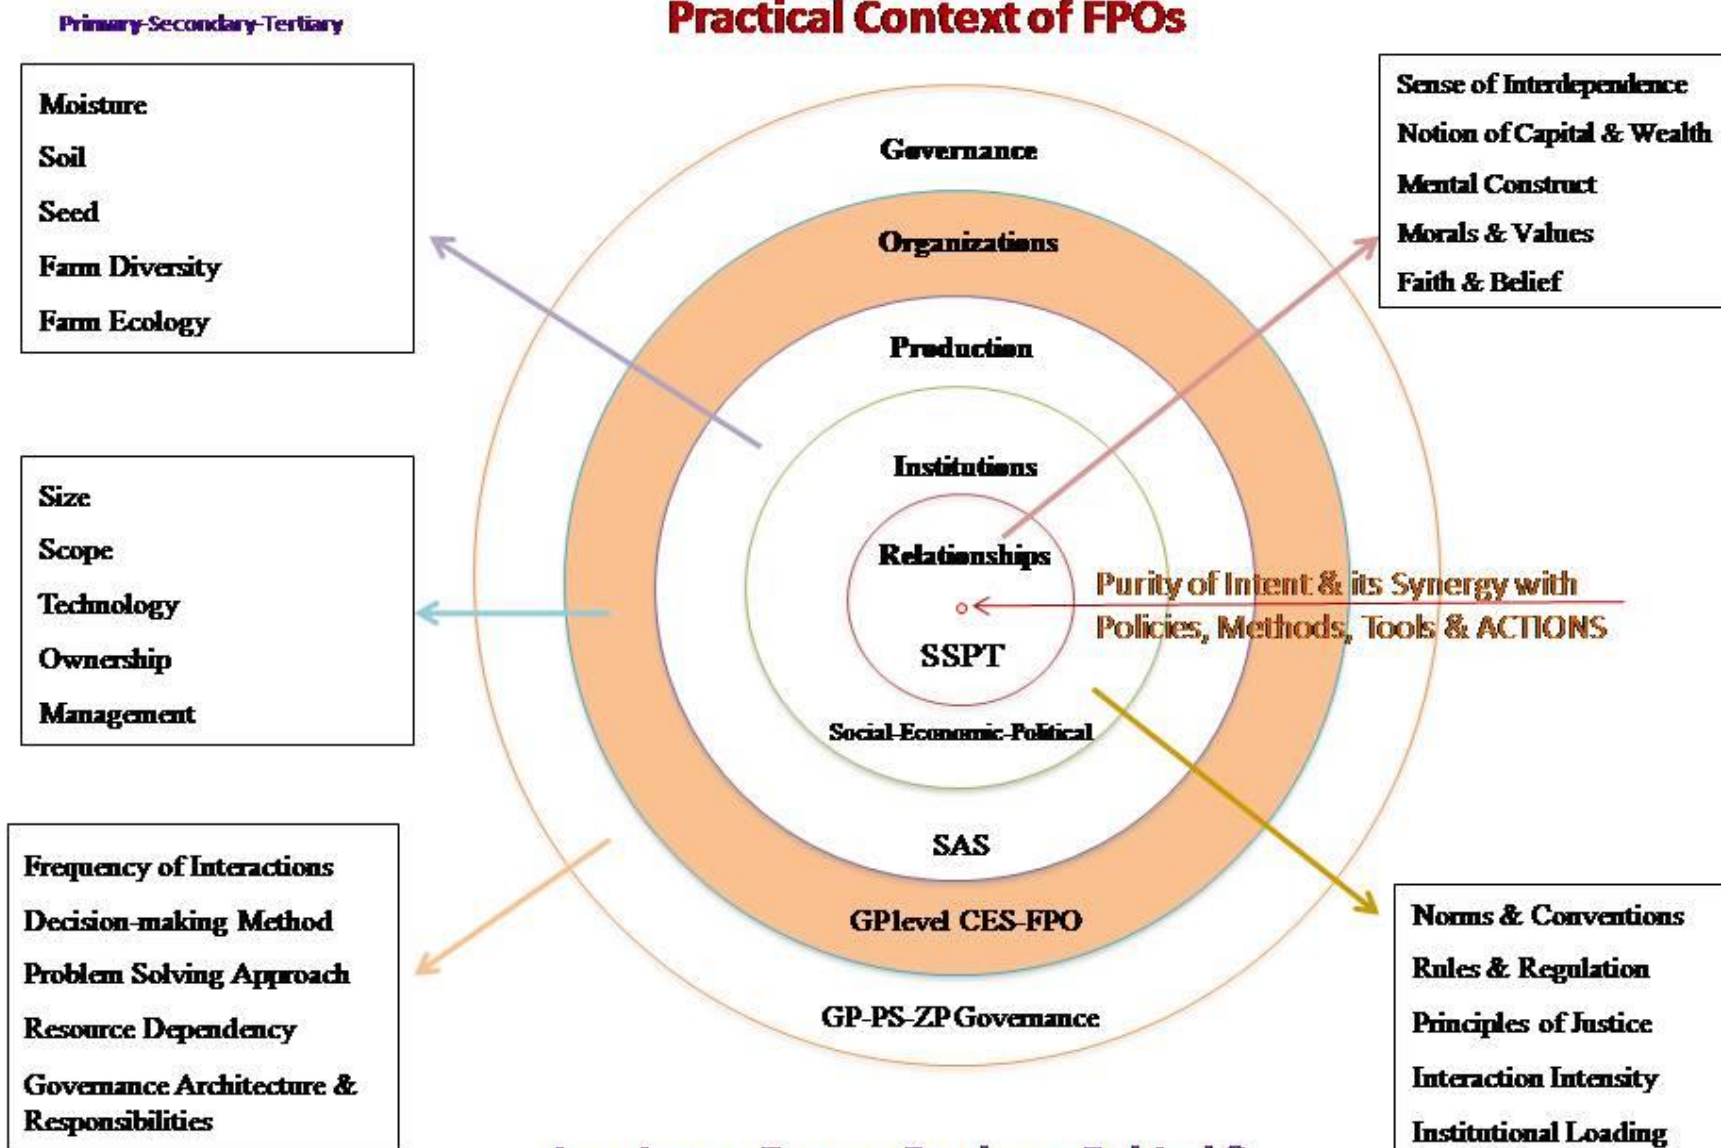 Practical Context of FPOs
Primary-Secondary-Tertiary
Moisture
Soil
Seed
Farm Diversity
Farm Ecology
Size
Scope
Technology
Ownership
Management
Frequency of Interactions
Decision-making Method
Problem Solving Approach
Resource Dependency
Governance Architecture &
Responsibilities
Governance
Organizations
Production
Institutions
Relationships
SSPT
Social-Economic-Political
SAS
GPlevel CES-FPO
GP-PS-ZP Governance
Purity of Intent & its Synergy with
Policies, Methods, Tools & ACTIONS
Sense of Interdependence
Notion of Capital & Wealth
Mental Construct
Morals & Values
Faith & Belief
Norms & Conventions
Rules & Regulation
Principles of Justice
Interaction Intensity
Institutional Loading